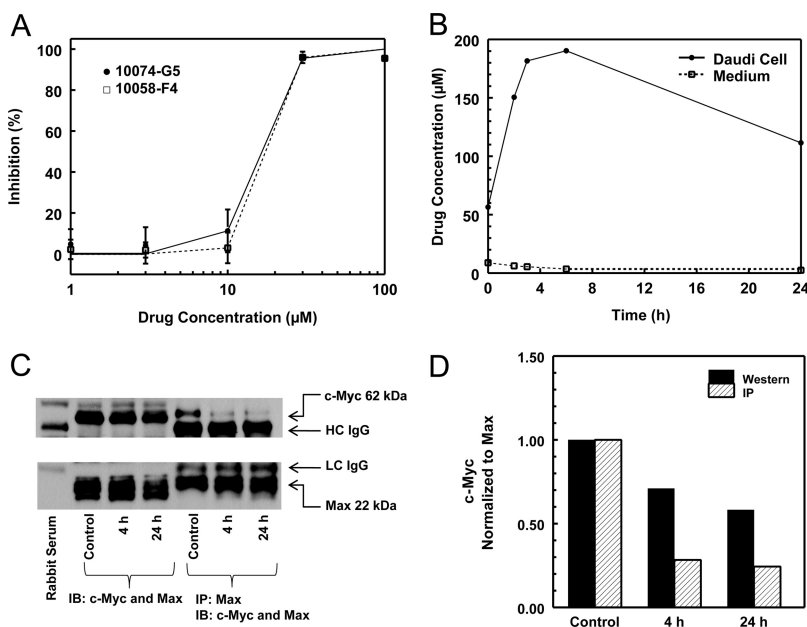 A
100
80
60
40
20
0
Inhibition (%)
10074-G5
10058-F4
1
10
100
Drug Concentration (µM)
B
200
150
100
50
0
Drug Concentration (µM)
Daudi Cell
Medium
0
4
8
12
16
20
24
Time (h)
C
c-Myc 62 kDa
HC IgG
LC IgG
Max 22 kDa
Rabbit Serum
Control
4 h
24 h
Control
4 h
24 h
IB: c-Myc and Max
IP: Max
IB: c-Myc and Max
D
1.50
1.00
0.50
0.00
c-Myc
Normalized to Max
Western
IP
Control
4 h
24 h